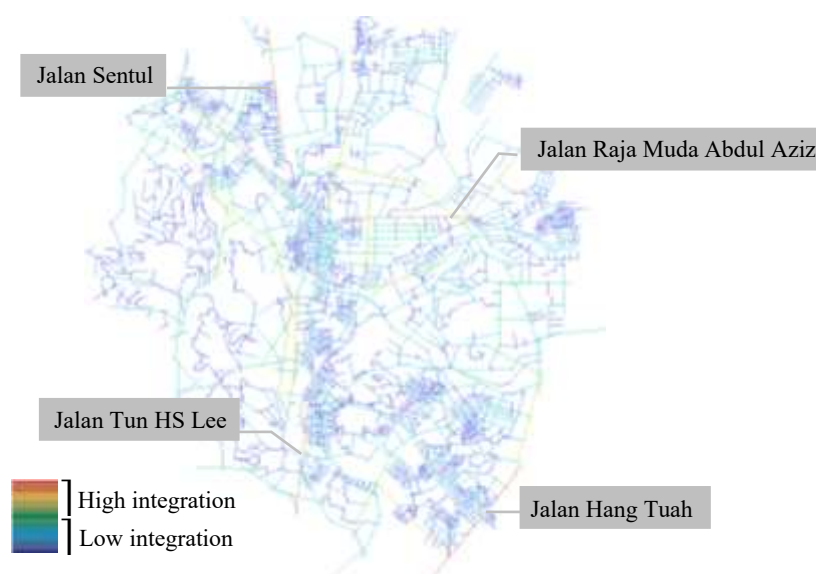 Jalan Sentul
Jalan Raja Muda Abdul Aziz
Jalan Tun HS Lee
High integration
Low integration
Jalan Hang Tuah